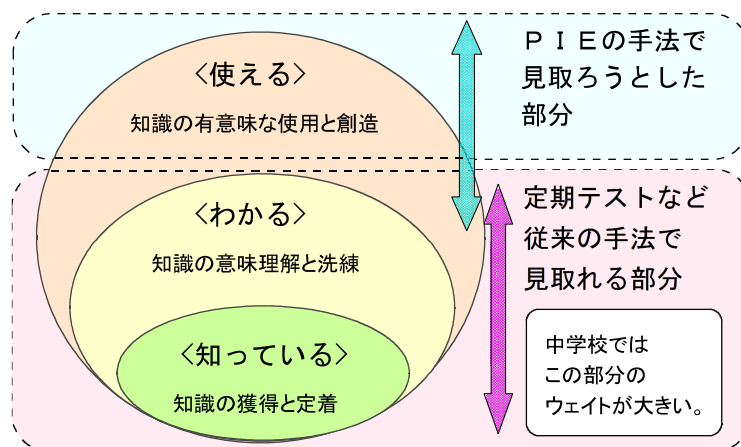 <使える>
知識の有意味な使用と創造
PIEの手法で
見取ろうとした
部分
<わかる>
知識の意味理解と洗練
<知っている>
知識の獲得と定着
定期テストなど
従来の手法で
見取れる部分
中学校では
この部分の
ウェイトが大きい。